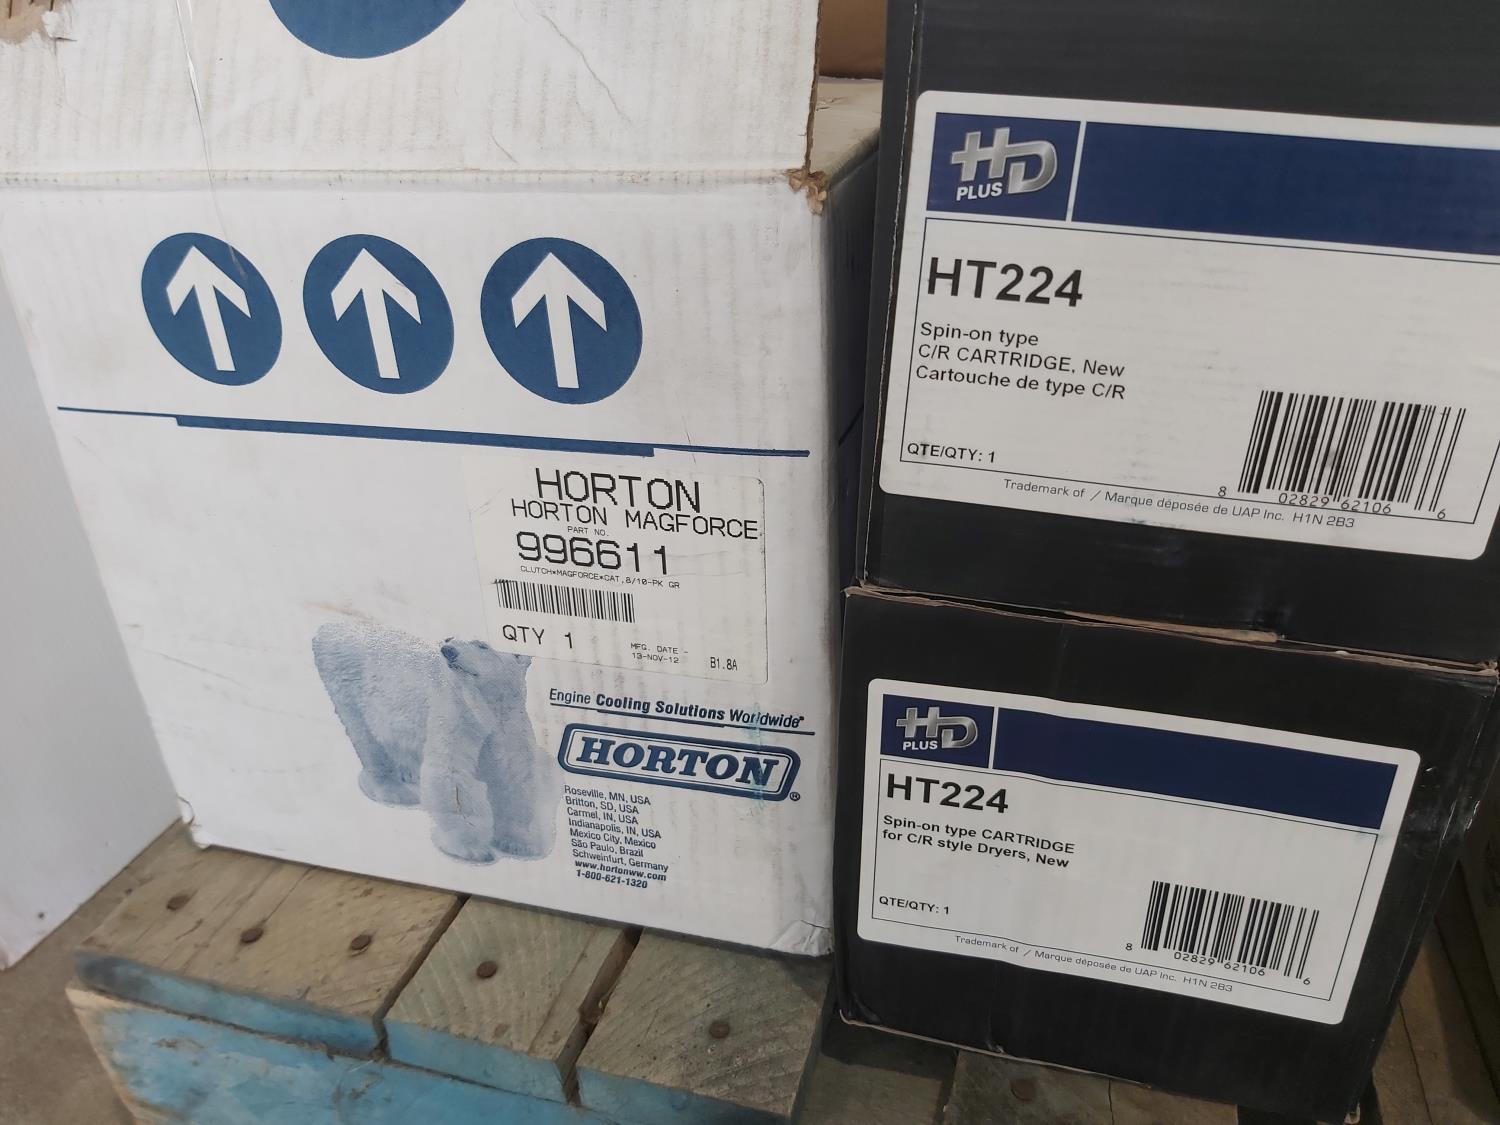 HORTON
HORTON MAGFORCE
PART NO.
996611
CLUTCH*MAGFORCE*CAT,8/10-PK GR
QTY 1
MFG. DATE -
13-NOV-12
B1.8A
Engine Cooling Solutions Worldwide
HORTON®
Roseville, MN, USA
Britton, SD, USA
Carmel, IN, USA
Indianapolis, IN, USA
Mexico City, Mexico
São Paulo, Brazil
Schweinfurt, Germany
www.hortonww.com
1-800-621-1320
HD
PLUS
HT224
Spin-on type
C/R CARTRIDGE, New
Cartouche de type C/R
QTE/QTY: 1
8 02829 62106 6
Trademark of / Marque déposée de UAP Inc. H1N 2B3
HD
PLUS
HT224
Spin-on type CARTRIDGE
for C/R style Dryers, New
QTE/QTY: 1
8 02829 62106 6
Trademark of / Marque déposée de UAP Inc. H1N 2B3